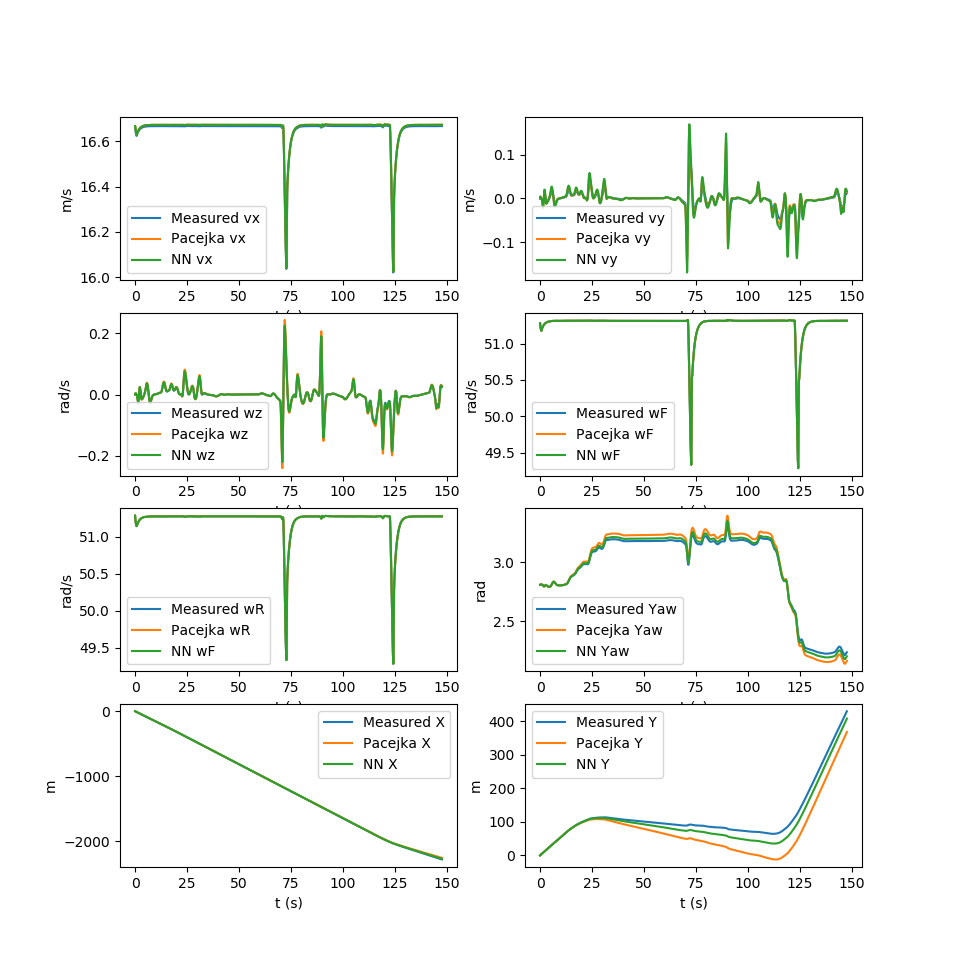 16.6
16.4
16.2
16.0
m/s
Measured vx
Pacejka vx
NN vx
0 25 50 75 100 125 150
0.1
0.0
−0.1
m/s
Measured vy
Pacejka vy
NN vy
0 25 50 75 100 125 150
0.2
0.0
−0.2
rad/s
Measured wz
Pacejka wz
NN wz
0 25 50 75 100 125 150
51.0
50.5
50.0
49.5
rad/s
Measured wF
Pacejka wF
NN wF
0 25 50 75 100 125 150
51.0
50.5
50.0
49.5
rad/s
Measured wR
Pacejka wR
NN wF
0 25 50 75 100 125 150
3.0
2.5
rad
Measured Yaw
Pacejka Yaw
NN Yaw
0 25 50 75 100 125 150
0
−1000
−2000
m
Measured X
Pacejka X
NN X
0 25 50 75 100 125 150
t (s)
400
300
200
100
0
m
Measured Y
Pacejka Y
NN Y
0 25 50 75 100 125 150
t (s)